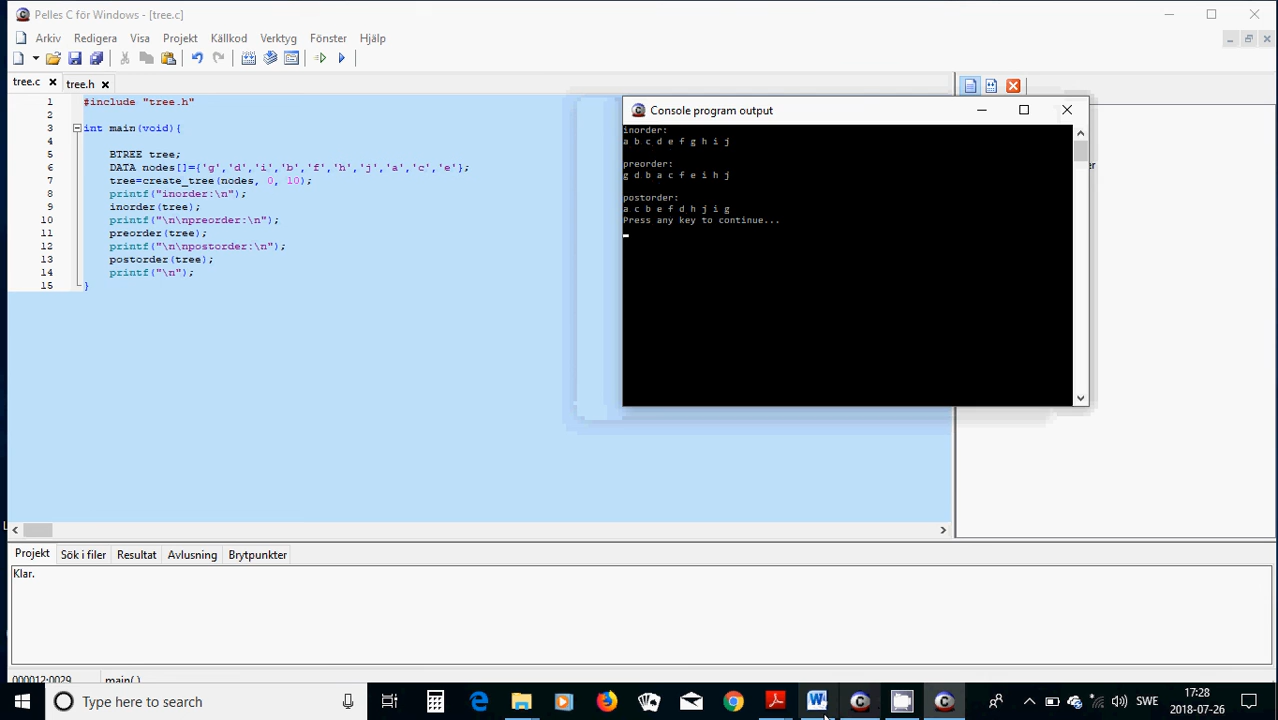 Pelles C för Windows - [tree.c]
Arkiv Redigera Visa Projekt Källkod Verktyg Fönster Hjälp
tree.c tree.h
1 #include "tree.h"
2
3 int main(void){
4
5 BTREE tree;
6 DATA nodes[]={'g','d','i','b','f','h','j','a','c','e'};
7 tree=create_tree(nodes, 0, 10);
8 printf("inorder:\n");
9 inorder(tree);
10 printf("\n\npreorder:\n");
11 preorder(tree);
12 printf("\n\npostorder:\n");
13 postorder(tree);
14 printf("\n");
15 }
Console program output
inorder:
a b c d e f g h i j
preorder:
g d b a c f e i h j
postorder:
a c b e f d h j i g
Press any key to continue...
Projekt Sök i filer Resultat Avlusning Brytpunkter
Klar.
000012:0029 main( )
Type here to search
SWE
17:28
2018-07-26